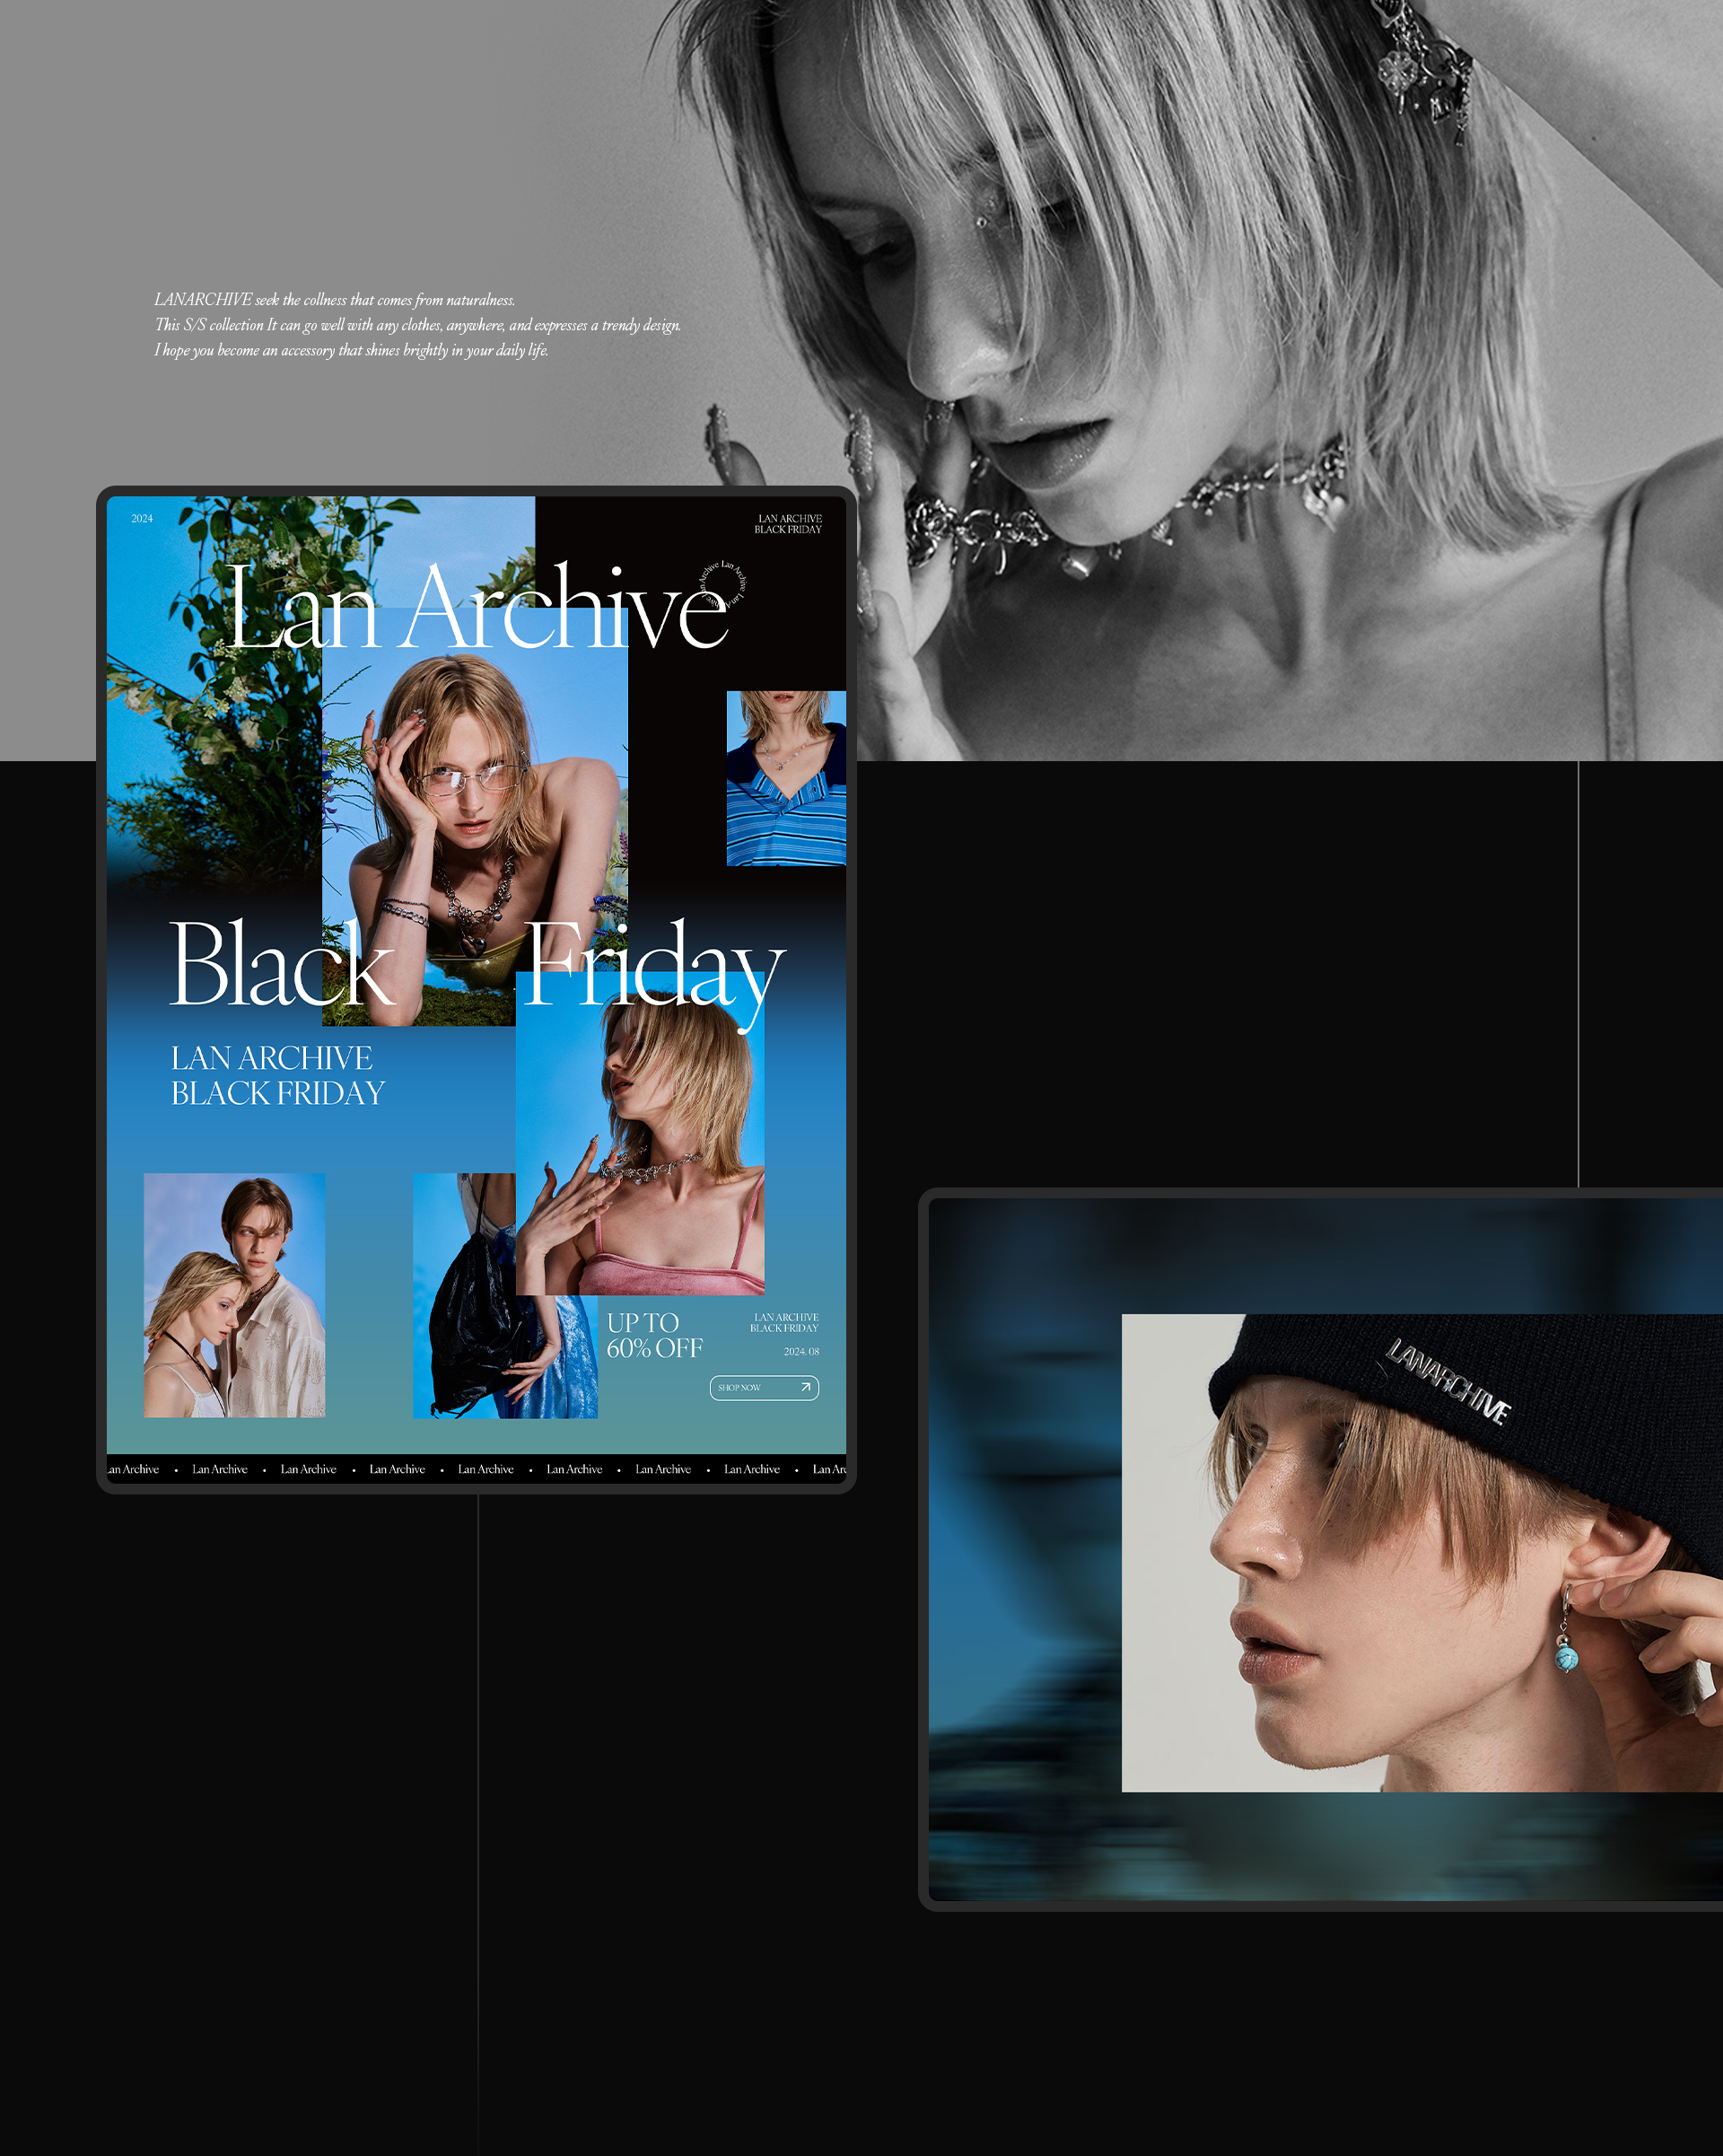 LANARCHIVE seek the collness that comes from naturalness.
This S/S collection It can go well with any clothes, anywhere, and expresses a trendy design.
I hope you become an accessory that shines brightly in your daily life.
2024
LAN ARCHIVE
BLACK FRIDAY
Lan Archive
Lan Archive Lan Archive Lan Archive
Black Friday
LAN ARCHIVE
BLACK FRIDAY
UP TO
60% OFF
LAN ARCHIVE
BLACK FRIDAY
2024. 08
SHOP NOW
an Archive • Lan Archive • Lan Archive • Lan Archive • Lan Archive • Lan Archive • Lan Archive • Lan Archive • Lan Ar
LANARCHIVE